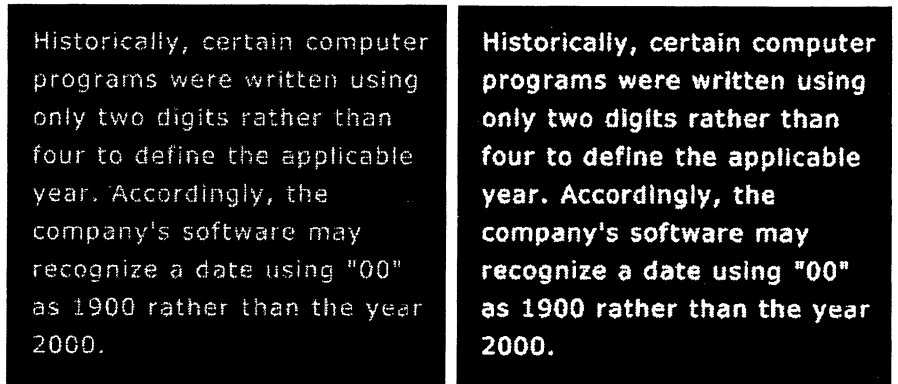 Historically, certain computer
programs were written using
only two digits rather than
four to define the applicable
year. Accordingly, the
company's software may
recognize a date using "00"
as 1900 rather than the year
2000.
Historically, certain computer
programs were written using
only two digits rather than
four to define the applicable
year. Accordingly, the
company's software may
recognize a date using "00"
as 1900 rather than the year
2000.